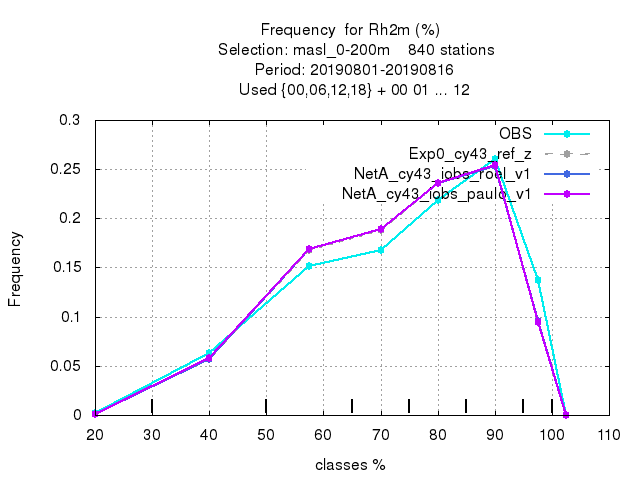 Frequency for Rh2m (%)
Selection: masl_0-200m 840 stations
Period: 20190801-20190816
Used {00,06,12,18} + 00 01 ... 12
0.3
0.25
0.2
0.15
0.1
0.05
0
Frequency
OBS
Exp0_cy43_ref_z
NetA_cy43_iobs_roel_v1
NetA_cy43_iobs_paulo_v1
20 30 40 50 60 70 80 90 100 110
classes %